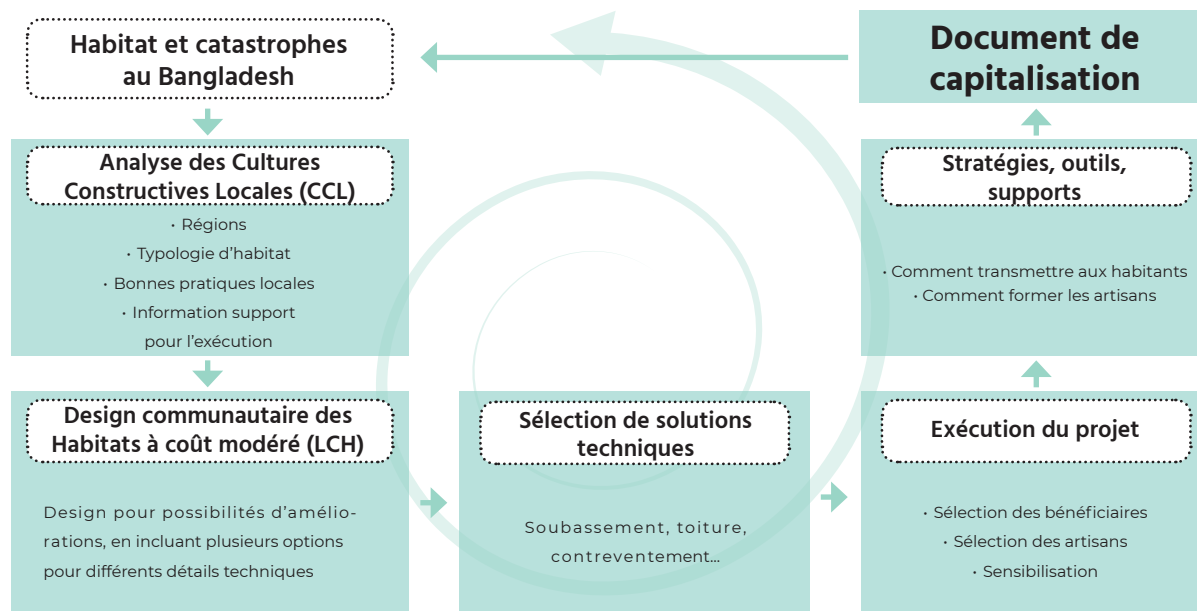 Habitat et catastrophes
au Bangladesh
Analyse des Cultures
Constructives Locales (CCL)
· Régions
· Typologie d'habitat
· Bonnes pratiques locales
· Information support
pour l'exécution
Design communautaire des
Habitats à coût modéré (LCH)
Design pour possibilités d'amélio-
rations, en incluant plusieurs options
pour différents détails techniques
Sélection de solutions
techniques
Soubassement, toiture,
contreventement...
Exécution du projet
· Sélection des bénéficiaires
· Sélection des artisans
· Sensibilisation
Stratégies, outils,
supports
· Comment transmettre aux habitants
· Comment former les artisans
Document de
capitalisation